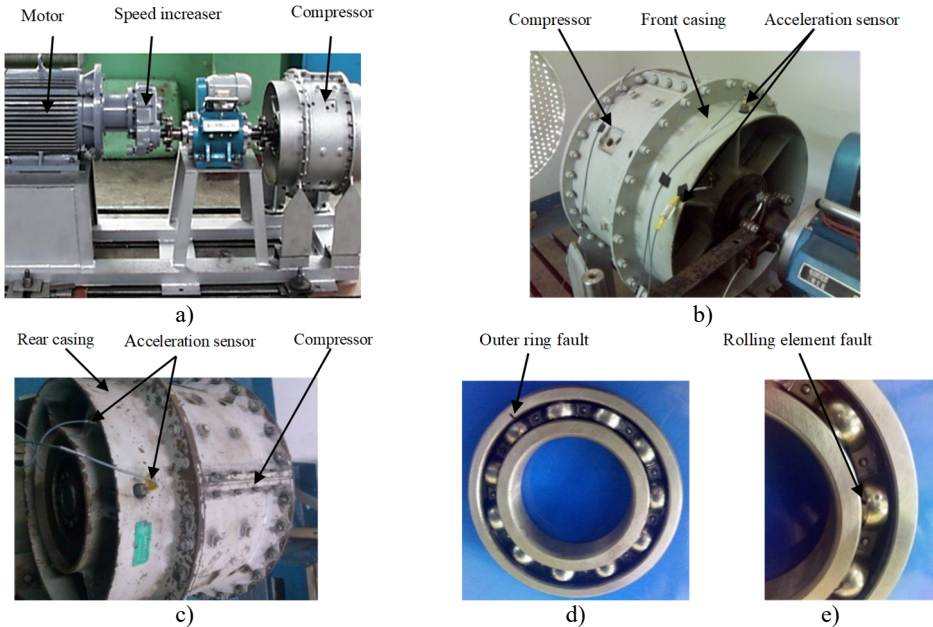 Motor
Speed increaser
Compressor
a)
Compressor
Front casing
Acceleration sensor
b)
Rear casing
Acceleration sensor
Compressor
c)
Outer ring fault
d)
Rolling element fault
e)